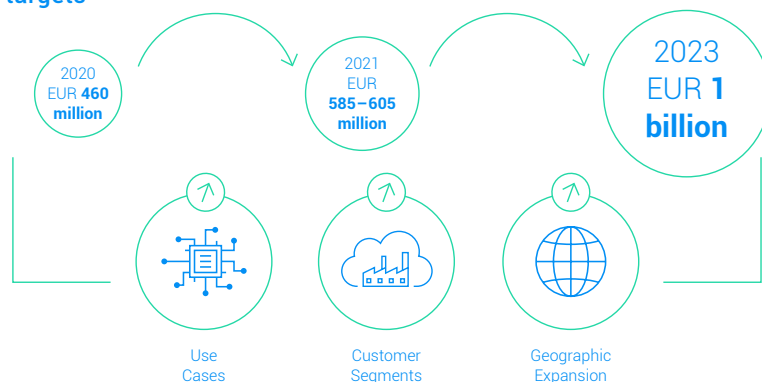 targets
2020
EUR 460
million
2021
EUR
585–605
million
2023
EUR 1
billion
Use
Cases
Customer
Segments
Geographic
Expansion